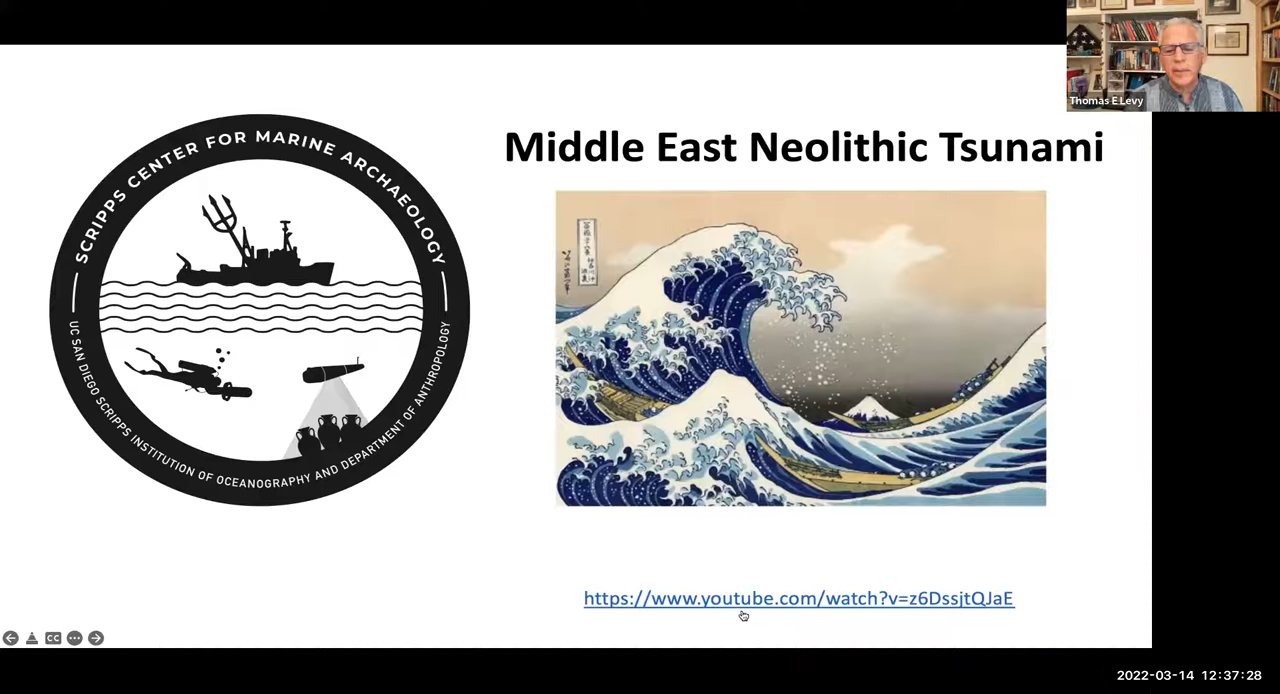 Thomas E Levy
Middle East Neolithic Tsunami
SCRIPPS CENTER FOR MARINE ARCHAEOLOGY
UC SAN DIEGO SCRIPPS INSTITUTION OF OCEANOGRAPHY AND DEPARTMENT OF ANTHROPOLOGY
https://www.youtube.com/watch?v=z6DssjtQJaE
CC
2022-03-14 12:37:28